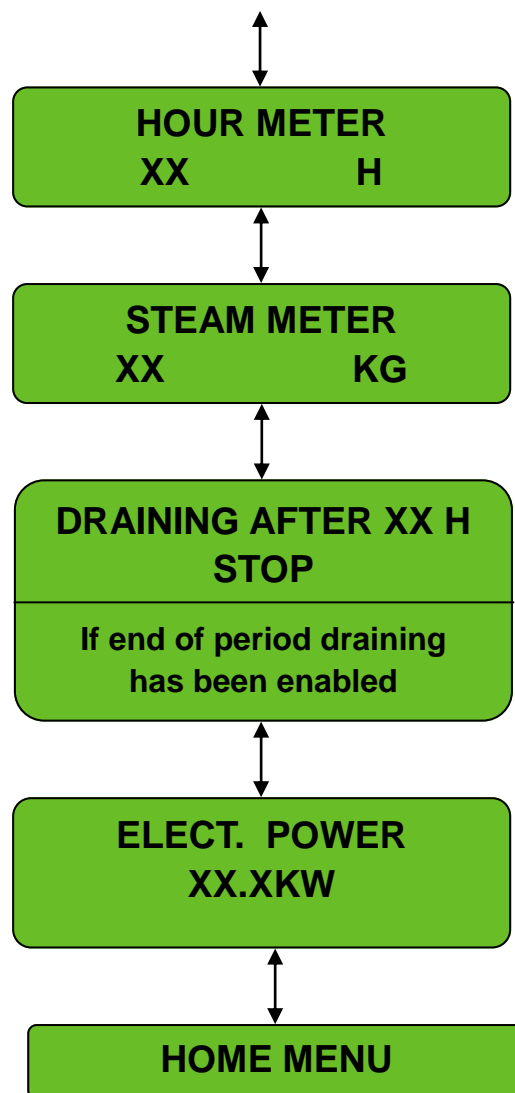 HOUR METER
XX H
STEAM METER
XX KG
DRAINING AFTER XX H
STOP
If end of period draining
has been enabled
ELECT. POWER
XX.XKW
HOME MENU